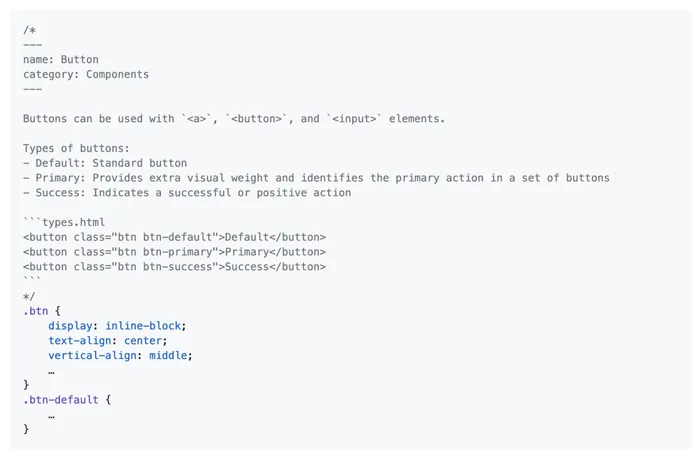 /*
---
name: Button
category: Components
---
Buttons can be used with `<a>`, `<button>`, and `<input>` elements.
Types of buttons:
- Default: Standard button
- Primary: Provides extra visual weight and identifies the primary action in a set of buttons
- Success: Indicates a successful or positive action
```types.html
<button class="btn btn-default">Default</button>
<button class="btn btn-primary">Primary</button>
<button class="btn btn-success">Success</button>
```
*/
.btn {
    display: inline-block;
    text-align: center;
    vertical-align: middle;
    …
}
.btn-default {
    …
}